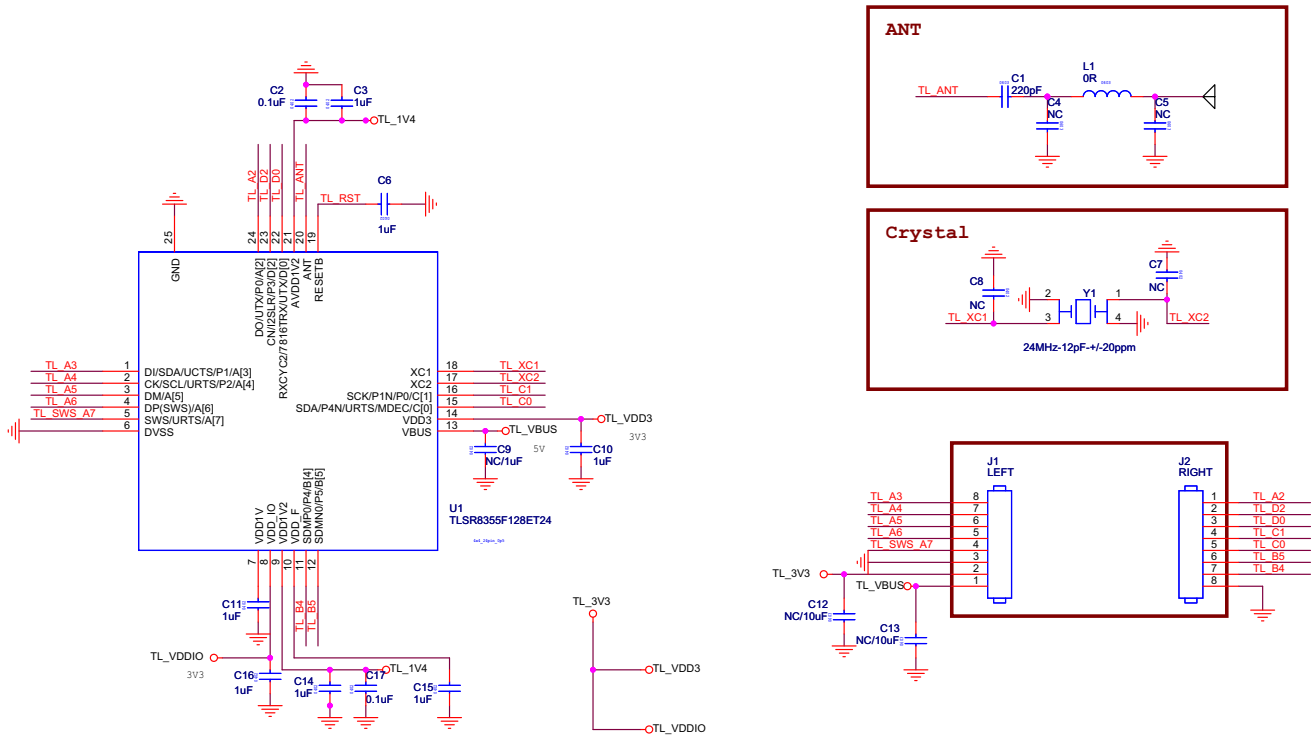 ANT
L1
0R
C1
220pF
TL_ANT
C4
NC
C5
NC
C2
0.1uF
C3
1uF
TL_1V4
TL_A2
TL_D2
TL_D0
TL_ANT
TL_RST
C6
1uF
25
24
23
22
21
20
19
GND
DO/UTX/P0/A[2]
CN/I2SLR/P3/D[2]
RXCYC2/7816TRX/UTX/D[0]
AVDD1V2
ANT
RESETB
Crystal
C8
NC
C7
NC
2
Y1
1
3
4
TL_XC1
TL_XC2
24MHz-12pF-+/-20ppm
TL_A3 1 DI/SDA/UCTS/P1/A[3]
TL_A4 2 CK/SCL/URTS/P2/A[4]
TL_A5 3 DM/A[5]
TL_A6 4 DP(SWS)/A[6]
TL_SWS_A7 5 SWS/URTS/A[7]
6 DVSS
XC1 18 TL_XC1
XC2 17 TL_XC2
SCK/P1N/P0/C[1] 16 TL_C1
SDA/P4N/URTS/MDEC/C[0] 15 TL_C0
VDD3 14 TL_VDD3
3V3
VBUS 13 TL_VBUS
5V
C9
NC/1uF
C10
1uF
VDD1V
VDD_IO
VDD1V2
VDD_F
SDMP0/P4/B[4]
SDMN0/P5/B[5]
7
8
9
10
11
12
U1
TLSR8355F128ET24
C11
1uF
TL_B4
TL_B5
TL_VDDIO
3V3
C16
1uF
C14
1uF
C17
0.1uF
TL_1V4
C15
1uF
TL_3V3
TL_VDD3
TL_VDDIO
J1
LEFT
J2
RIGHT
TL_A3 8
TL_A4 7
TL_A5 6
TL_A6 5
TL_SWS_A7 4
3
TL_3V3 2
TL_VBUS 1
1 TL_A2
2 TL_D2
3 TL_D0
4 TL_C1
5 TL_C0
6 TL_B5
7 TL_B4
8
C12
NC/10uF
C13
NC/10uF